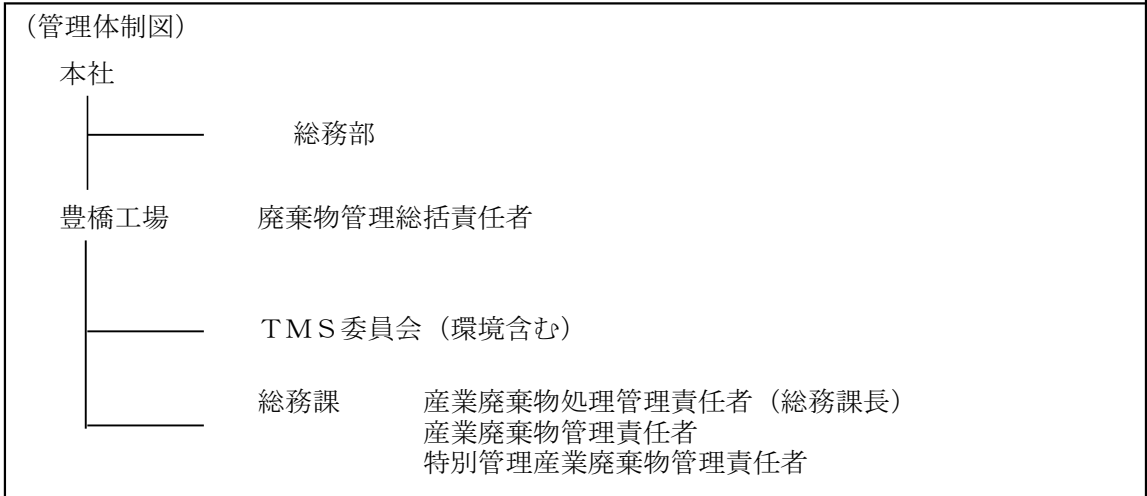 （管理体制図）
本社
総務部
豊橋工場　　　廃棄物管理総括責任者
ＴＭＳ委員会（環境含む）
総務課　　　産業廃棄物処理管理責任者（総務課長）
産業廃棄物管理責任者
特別管理産業廃棄物管理責任者